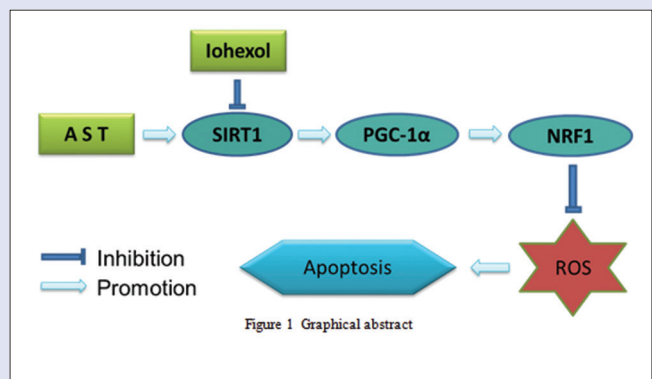 Iohexol
A S T
SIRT1
PGC-1α
NRF1
Inhibition
Promotion
Apoptosis
ROS
Figure 1 Graphical abstract